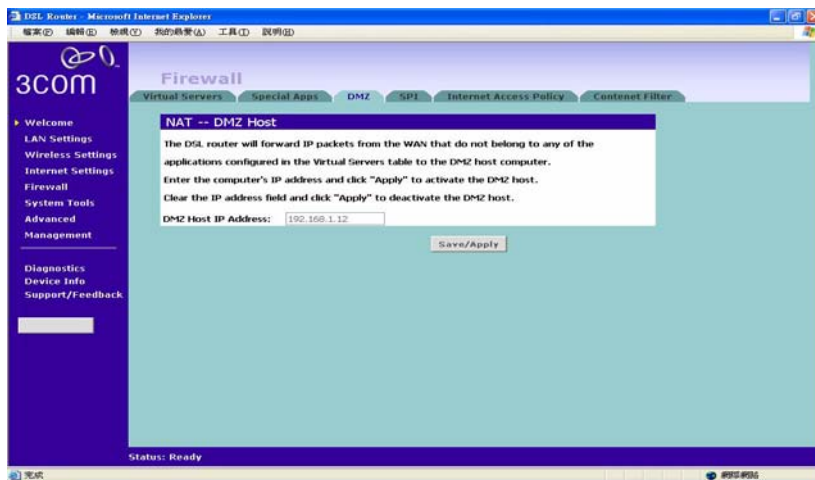 DSL Router - Microsoft Internet Explorer
檔案(F) 編輯(E) 檢視(V) 我的最愛(A) 工具(T) 說明(H)
3COM
Firewall
Virtual Servers Special Apps DMZ SPI Internet Access Policy Contenet Filter
Welcome
LAN Settings
Wireless Settings
Internet Settings
Firewall
System Tools
Advanced
Management
Diagnostics
Device Info
Support/Feedback
NAT -- DMZ Host
The DSL router will forward IP packets from the WAN that do not belong to any of the
applications configured in the Virtual Servers table to the DMZ host computer.
Enter the computer's IP address and click "Apply" to activate the DMZ host.
Clear the IP address field and click "Apply" to deactivate the DMZ host.
DMZ Host IP Address: 192.168.1.12
Save/Apply
Status: Ready
完成 網際網路